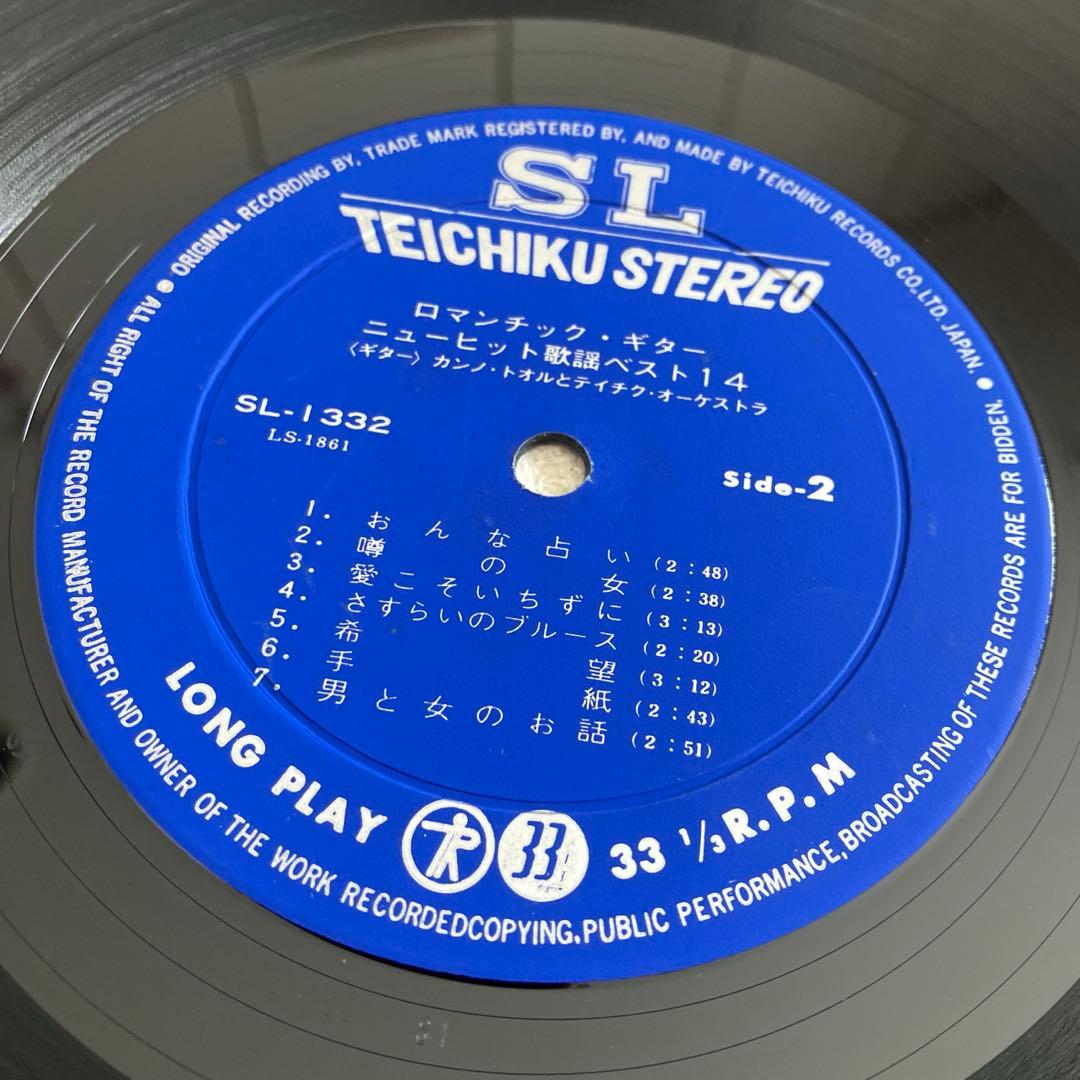 ORIGINAL RECORDING BY, TRADE MARK REGISTERED BY, AND MADE BY TEICHIKU RECORDS CO.,LTD. JAPAN.
SL
TEICHIKU STEREO
ロマンチック・ギター
ニューヒット歌謡ベスト14
〈ギター〉カンノ・トオルとテイチク・オーケストラ
SL-1332
LS-1861
Side-2
1. おんな占い (2:48)
2. 噂の女 (2:38)
3. 愛こそいちずに (3:13)
4. さすらいのブルース (2:20)
5. 希望 (3:12)
6. 手紙 (2:43)
7. 男と女のお話 (2:51)
LONG PLAY
33
33 1/3 R.P.M
ALL RIGHT OF THE RECORD MANUFACTURER AND OWNER OF THE WORK RECORDEDCOPYING,PUBLIC PERFORMANCE,BROADCASTING OF THESE RECORDS ARE FOR BIDDEN.